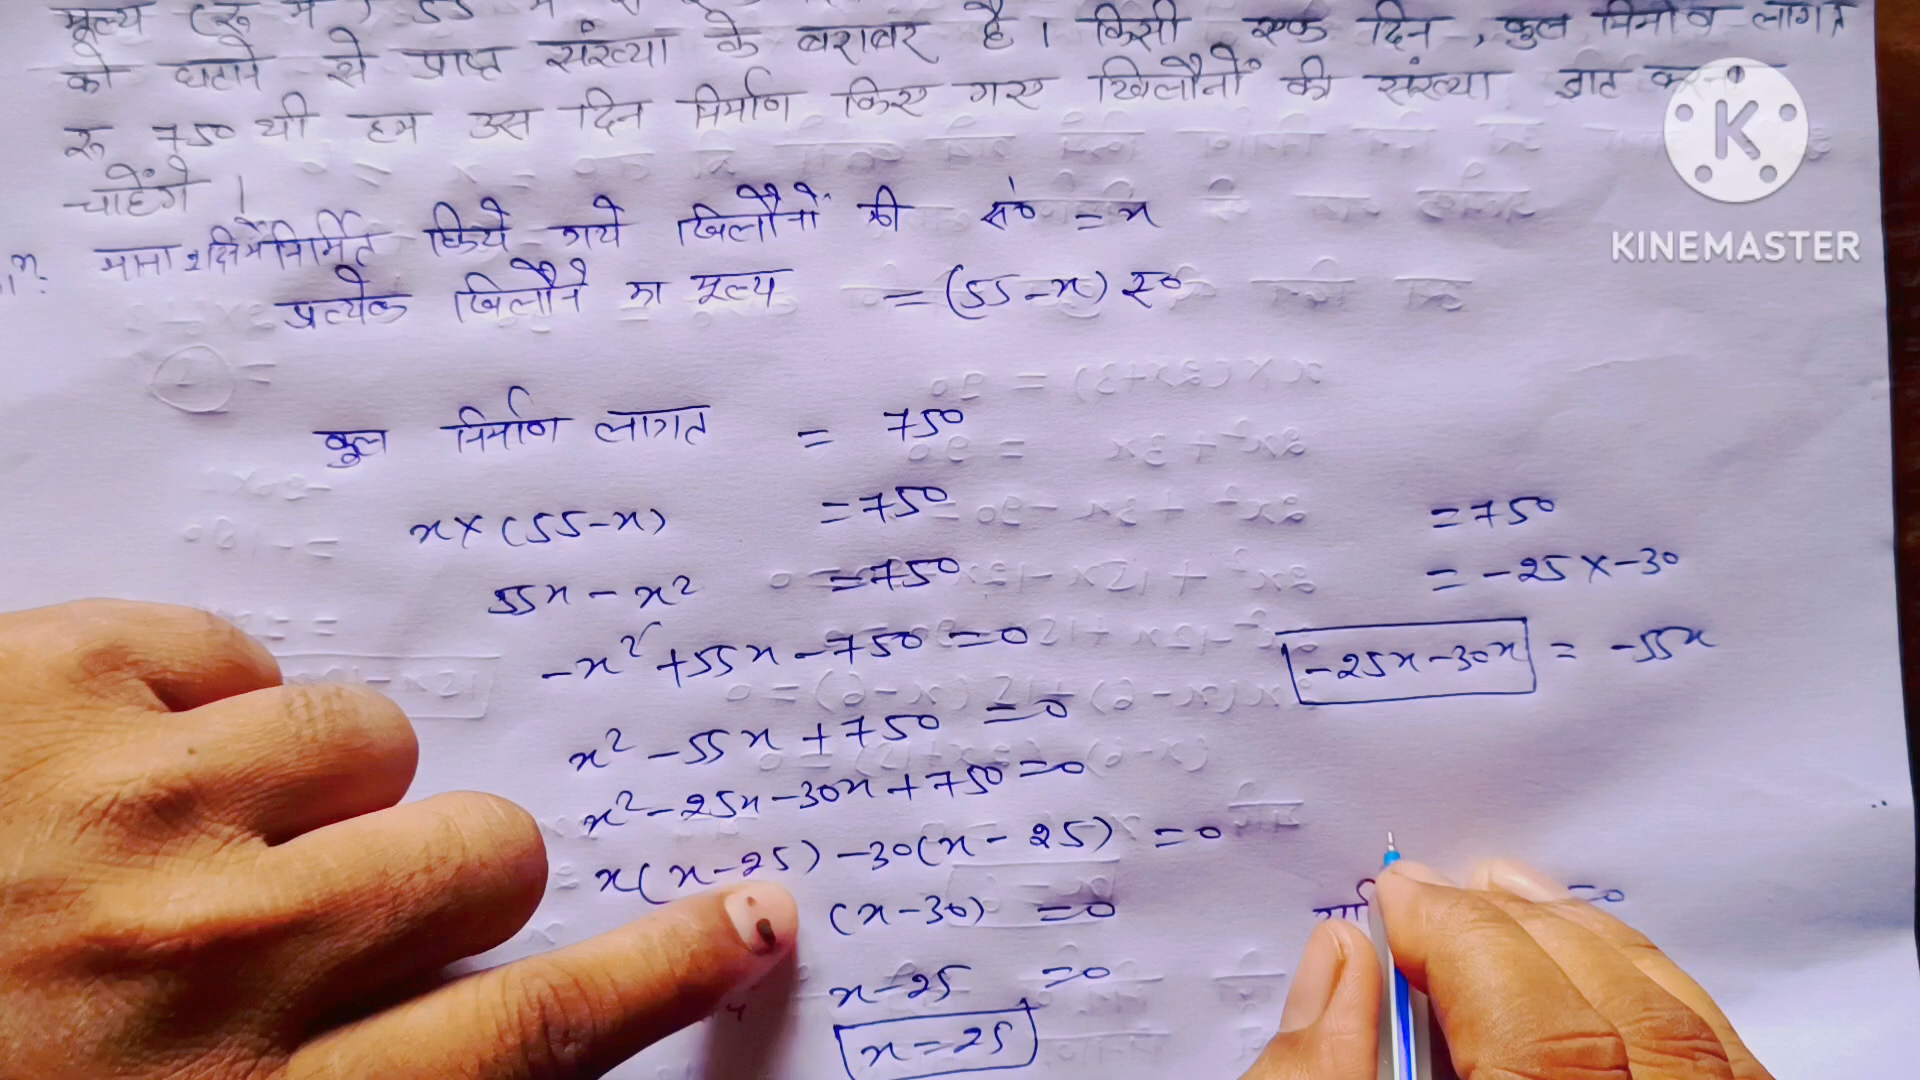 मूल्य (रू में) 55 में
को घटाने से प्राप्त संख्या के बराबर है। किसी एक दिन, कुल निर्माण लागत
रू 750 थी हम उस दिन निर्माण किए गए खिलौनों की संख्या ज्ञात करना
चाहेंगे।
निर्मित किये गये खिलौनों की सं० = x
प्रत्येक खिलौने का मूल्य = (55-x) रु०
कुल निर्माण लागत = 750
x×(55-x) = 750
= 750
55x - x² = 750
= -25×-30
-x² +55x -750 = 0
-25x-30x = -55x
x² -55x +750 = 0
x² -25x -30x +750 = 0
x(x-25) -30(x-25) = 0
(x-30) = 0
= 0
x-25 = 0
x = 25
KINEMASTER